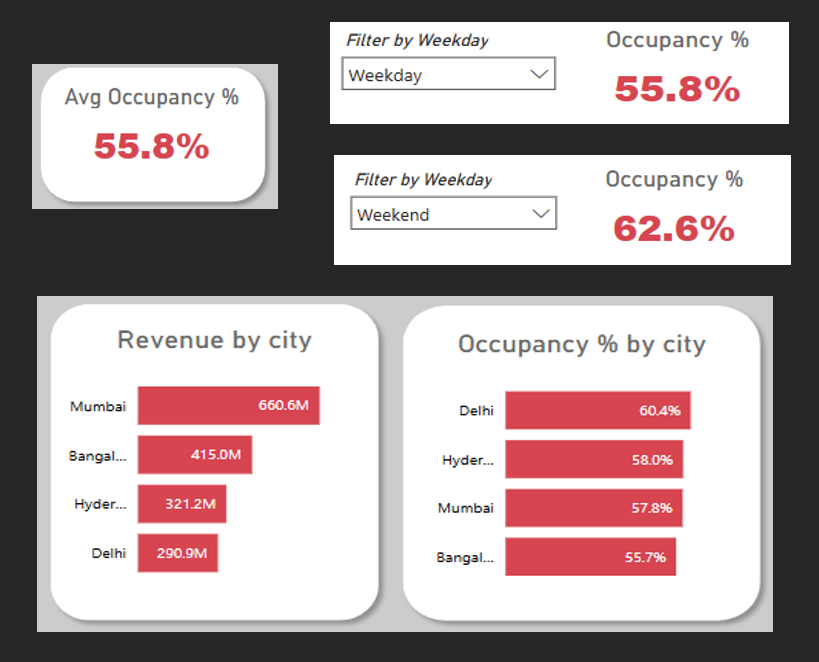 Avg Occupancy %
55.8%
Filter by Weekday
Weekday
Occupancy %
55.8%
Filter by Weekday
Weekend
Occupancy %
62.6%
Revenue by city
Mumbai 660.6M
Bangal... 415.0M
Hyder... 321.2M
Delhi 290.9M
Occupancy % by city
Delhi 60.4%
Hyder... 58.0%
Mumbai 57.8%
Bangal... 55.7%